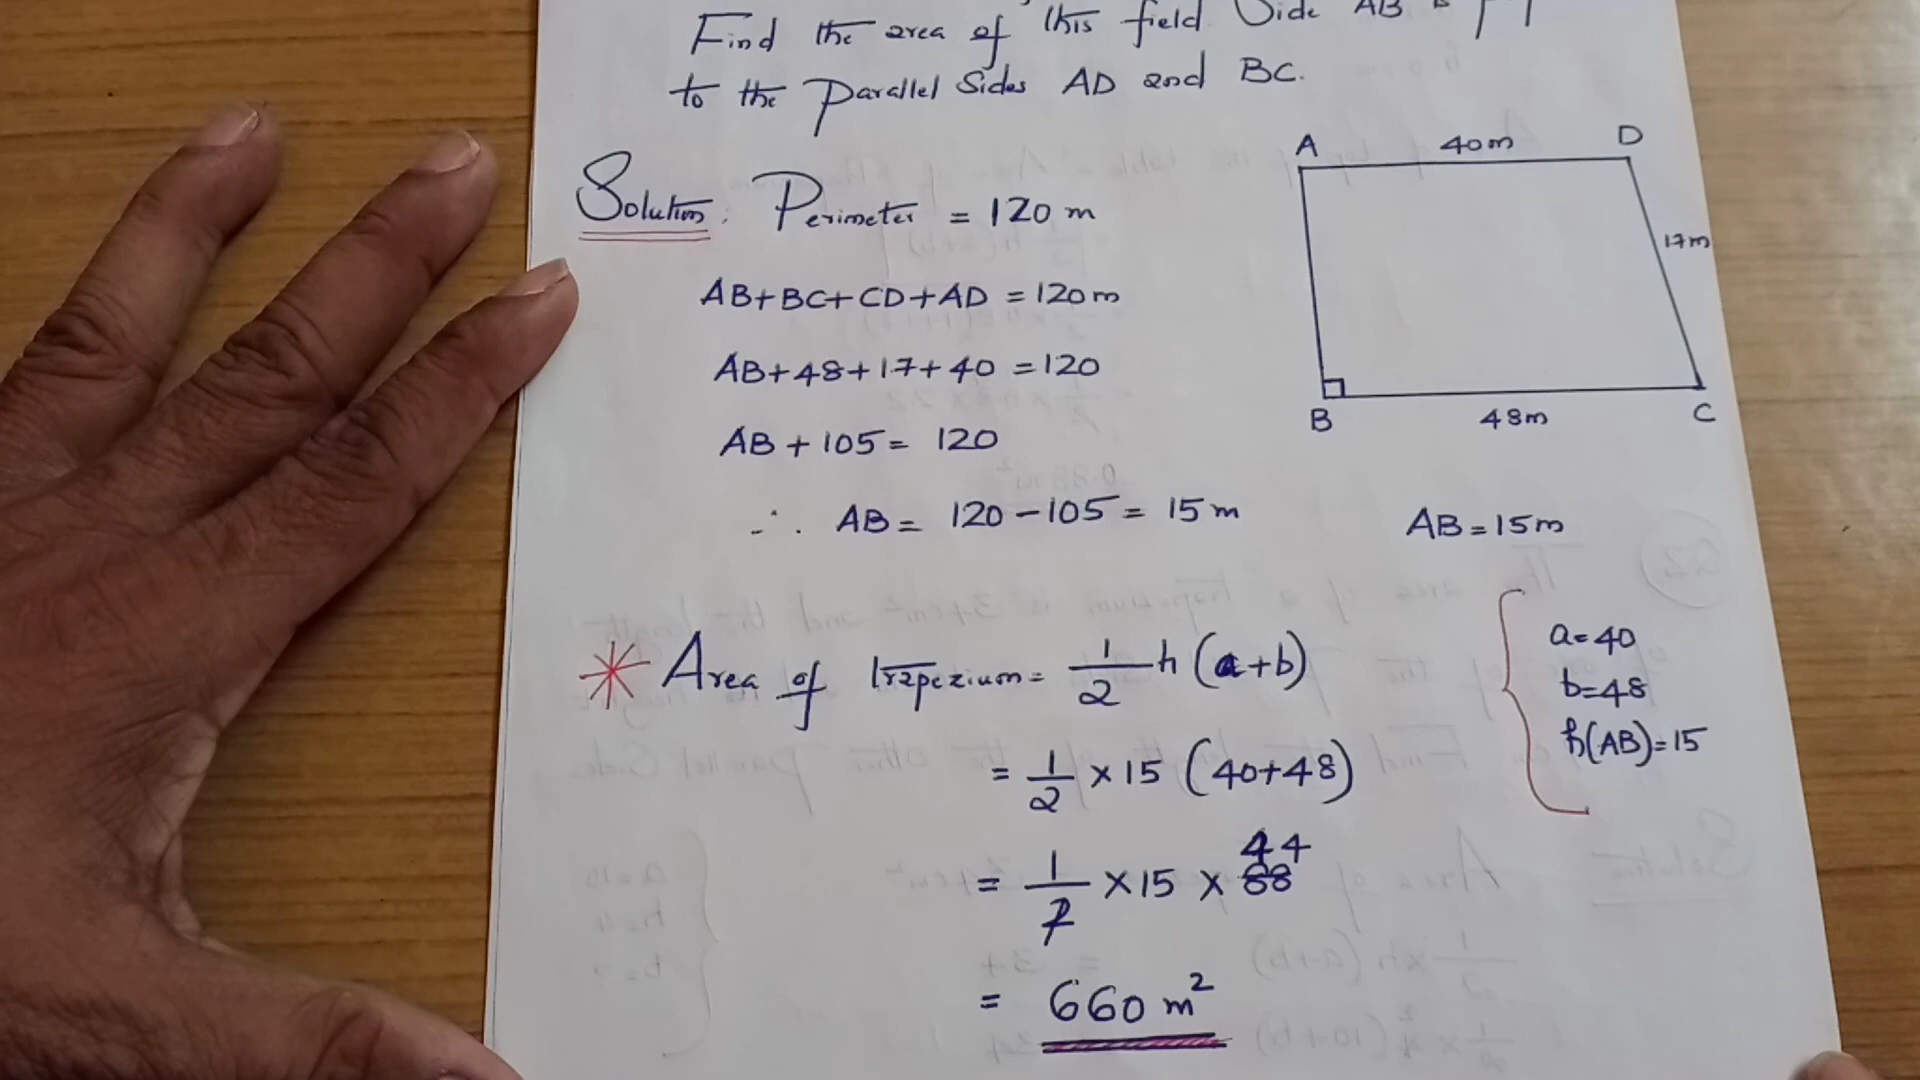 Find the area of this field. Side AB is
to the parallel Sides AD and BC.
A 40m D
Solution: Perimeter = 120 m
17m
AB+BC+CD+AD = 120m
AB+48+17+40 = 120
B 48m C
AB + 105 = 120
∴ AB = 120 - 105 = 15 m
AB = 15m
* Area of Trapezium = 1/2 h (a+b)
a = 40
b = 48
h(AB) = 15
= 1/2 × 15 (40+48)
44
= 1/2 × 15 × 88
= 660 m²